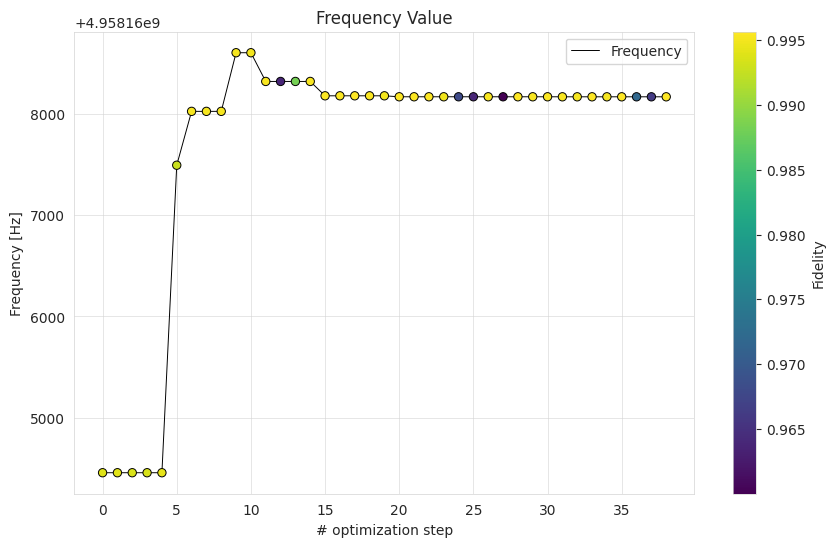 Frequency Value
+4.95816e9
Frequency
Frequency [Hz]
8000
7000
6000
5000
0 5 10 15 20 25 30 35
# optimization step
0.995
0.990
0.985
0.980
0.975
0.970
0.965
Fidelity